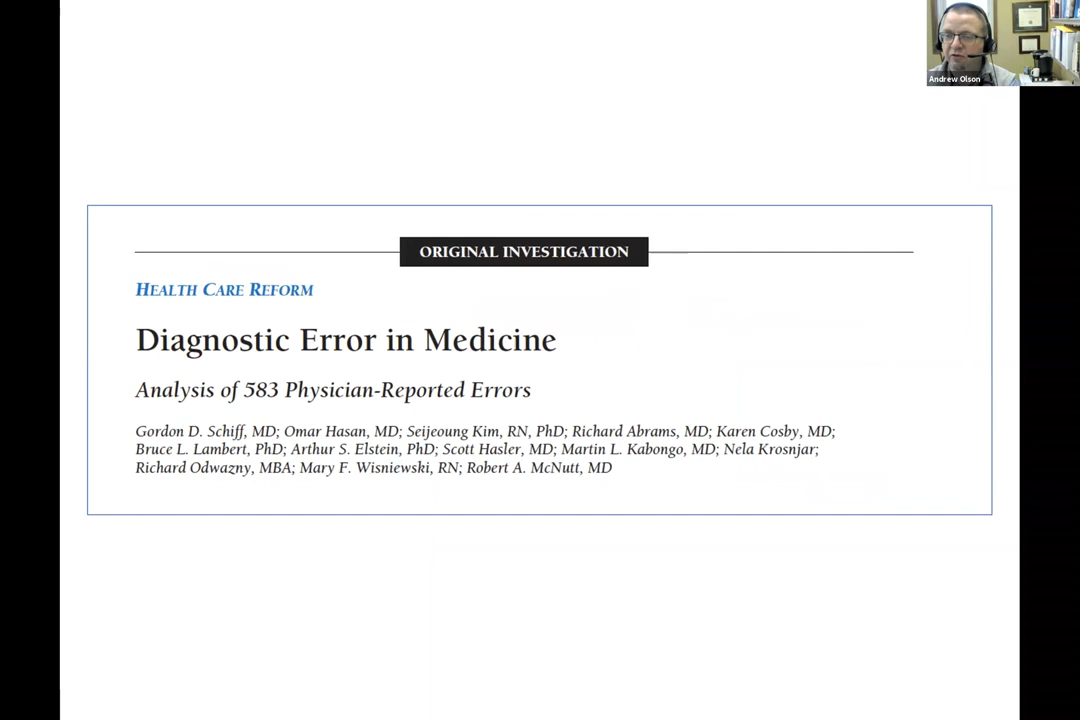 Andrew Olson
ORIGINAL INVESTIGATION
HEALTH CARE REFORM
Diagnostic Error in Medicine
Analysis of 583 Physician-Reported Errors
Gordon D. Schiff, MD; Omar Hasan, MD; Seijeoung Kim, RN, PhD; Richard Abrams, MD; Karen Cosby, MD;
Bruce L. Lambert, PhD; Arthur S. Elstein, PhD; Scott Hasler, MD; Martin L. Kabongo, MD; Nela Krosnjar;
Richard Odwazny, MBA; Mary F. Wisniewski, RN; Robert A. McNutt, MD